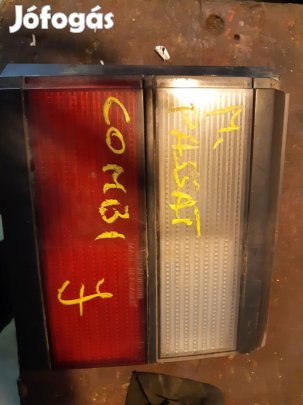 Jófogás
COMBI
J
M.
PASSAT